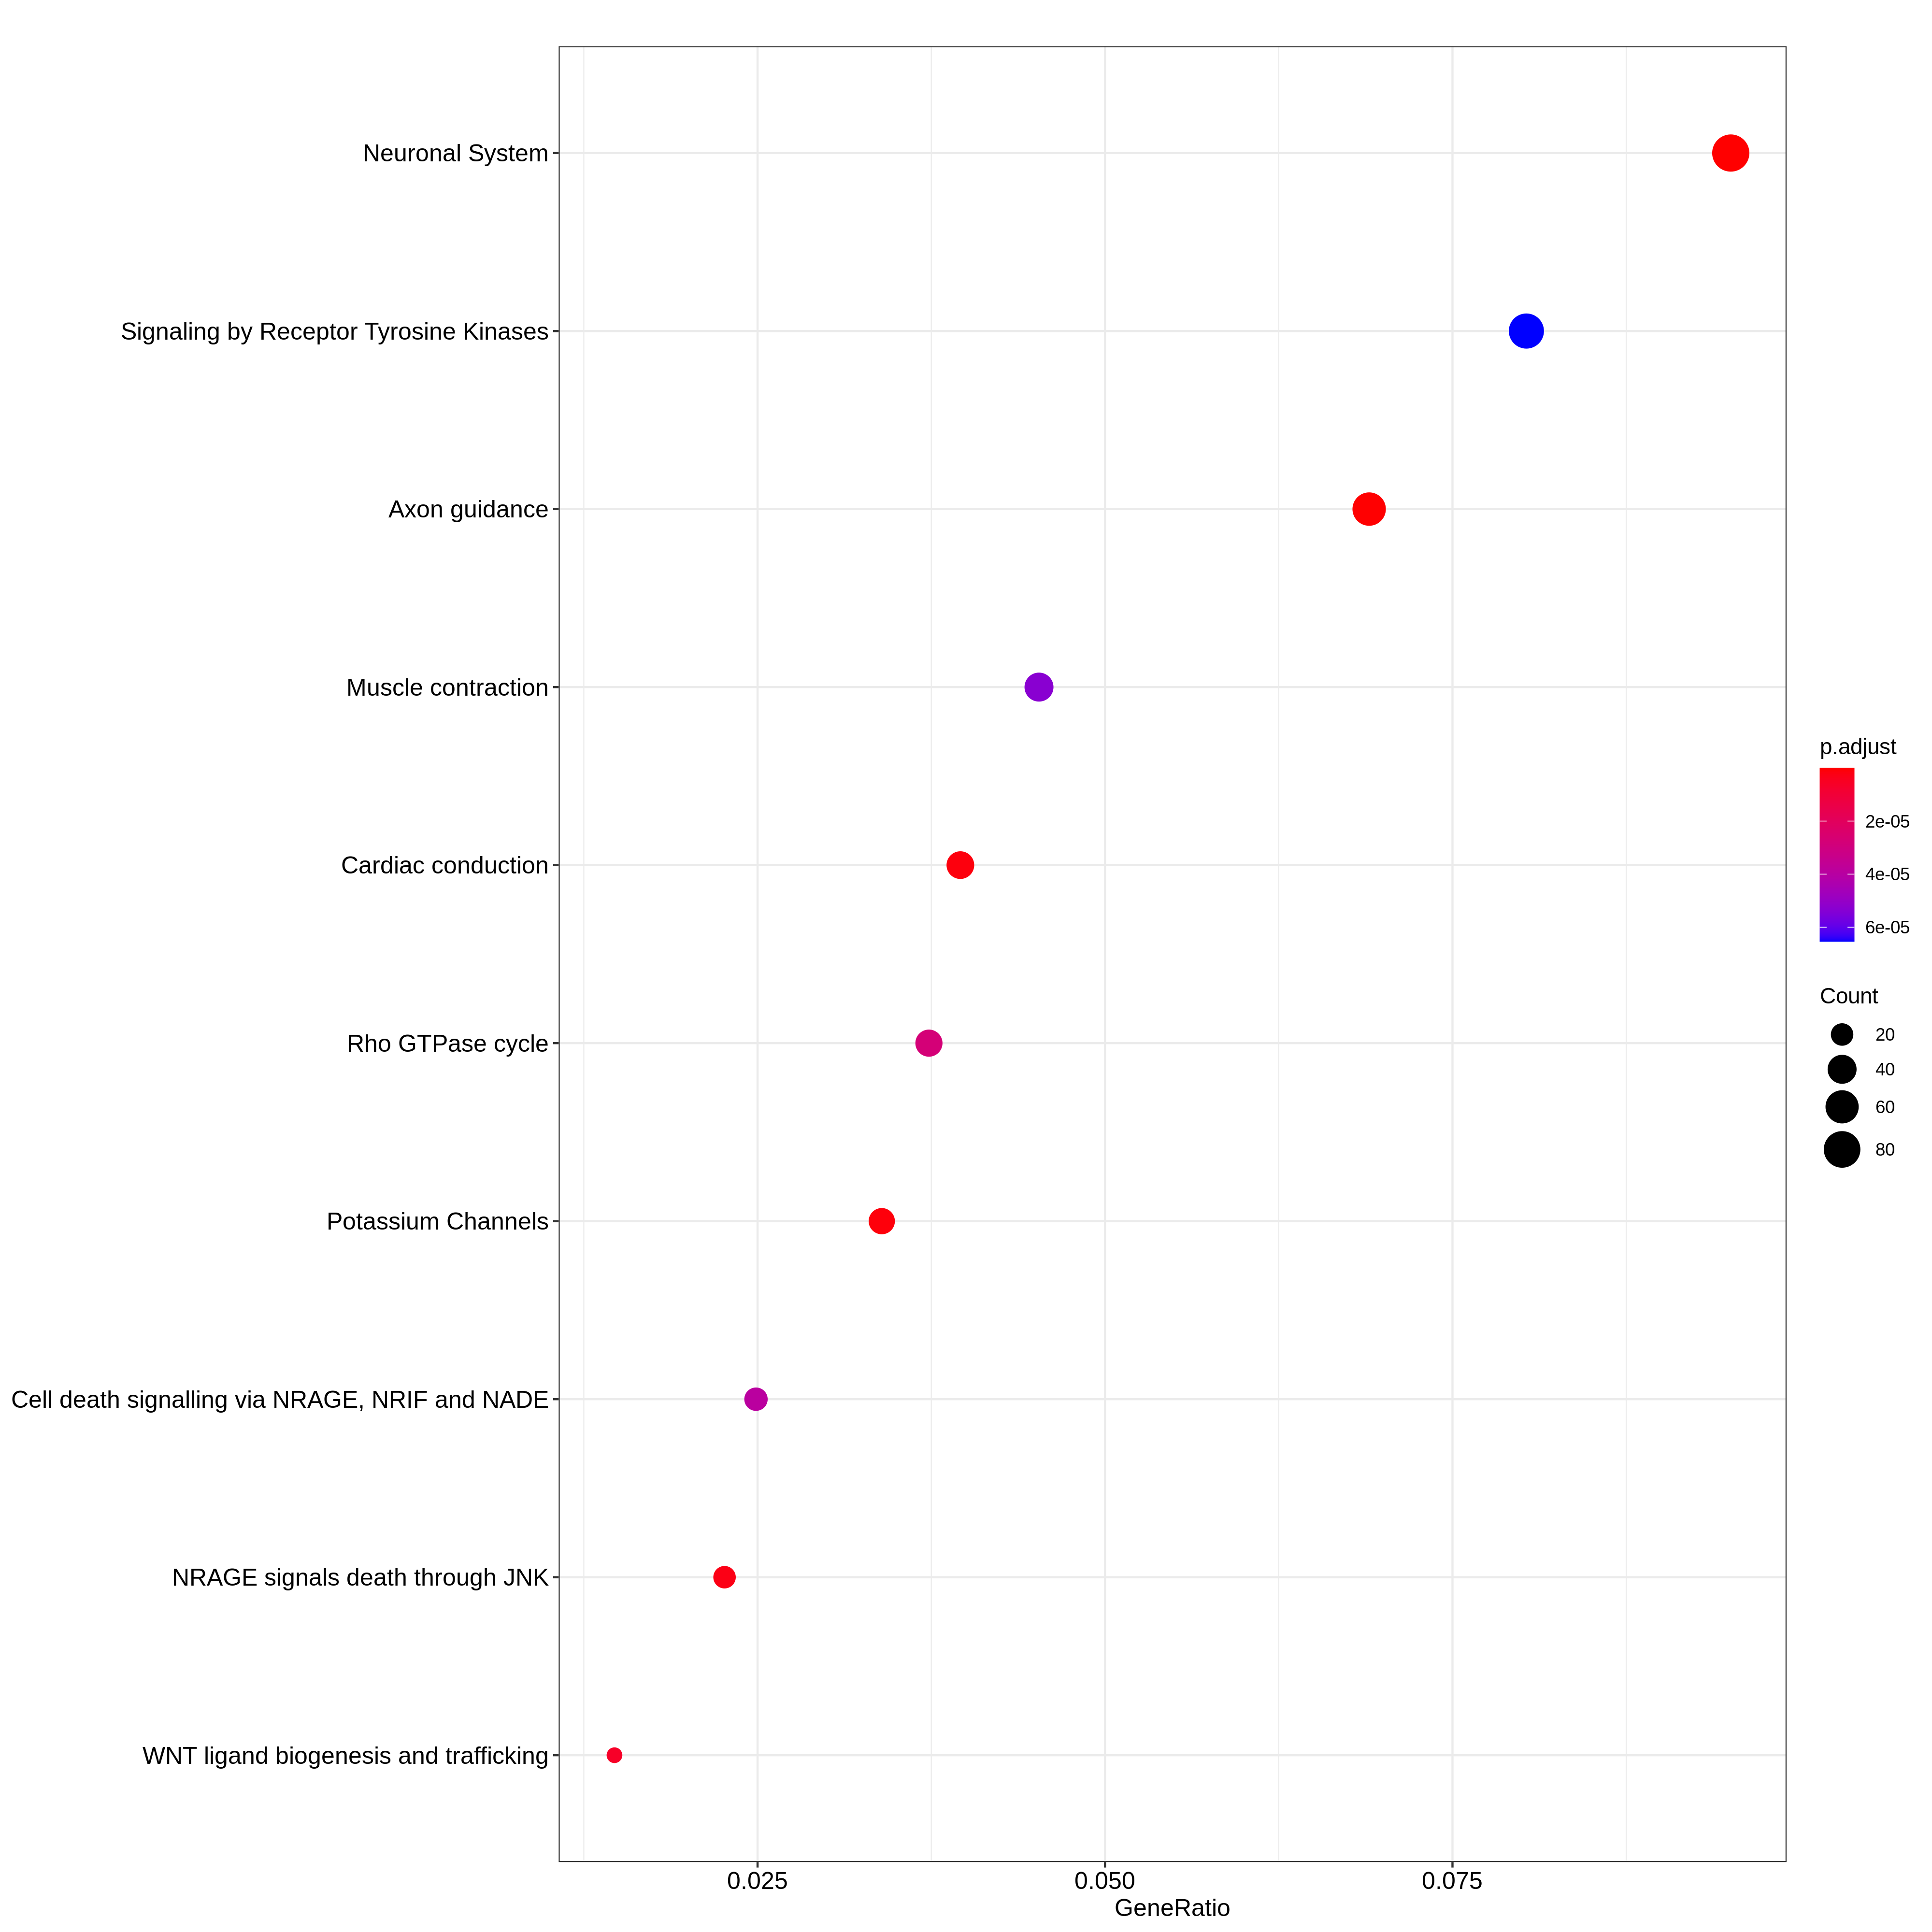 Neuronal System
Signaling by Receptor Tyrosine Kinases
Axon guidance
Muscle contraction
Cardiac conduction
Rho GTPase cycle
Potassium Channels
Cell death signalling via NRAGE, NRIF and NADE
NRAGE signals death through JNK
WNT ligand biogenesis and trafficking
0.025 0.050 0.075
GeneRatio
p.adjust
2e-05
4e-05
6e-05
Count
20
40
60
80